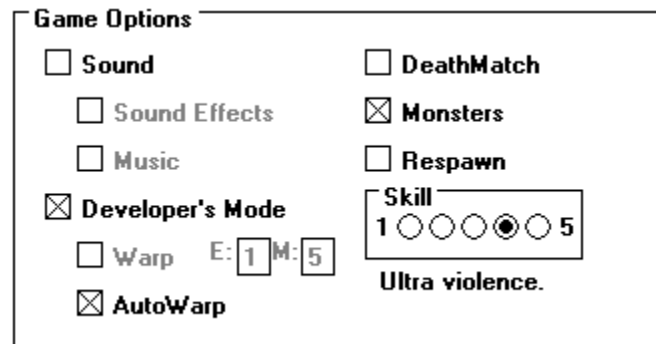 Game Options
Sound
Sound Effects
Music
Developer's Mode
Warp E: 1 M: 5
AutoWarp
DeathMatch
Monsters
Respawn
Skill
1 5
Ultra violence.